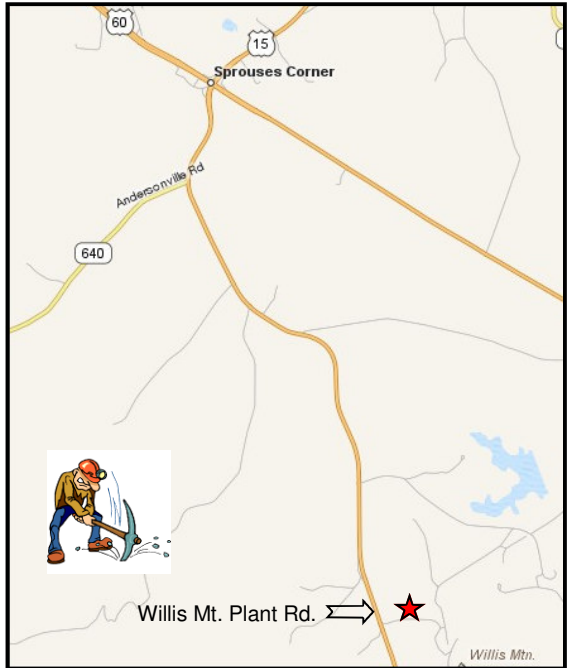 60
15
Sprouses Corner
Andersonville Rd
640
Willis Mt. Plant Rd.
Willis Mtn.